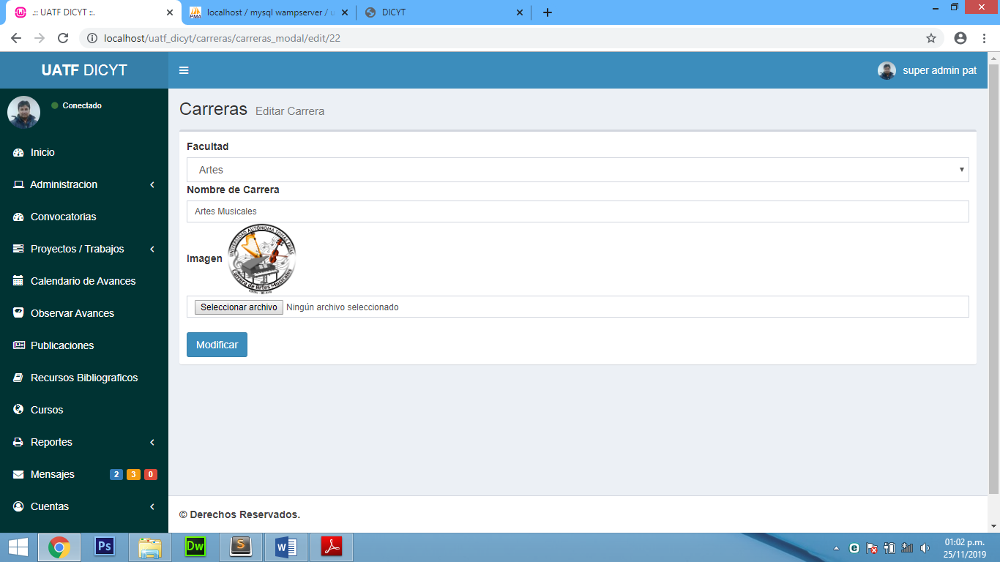 .:: UATF DICYT ::.
localhost / mysql wampserver / u
DICYT
localhost/uatf_dicyt/carreras/carreras_modal/edit/22
UATF DICYT
super admin pat
Conectado
Inicio
Administracion
Convocatorias
Proyectos / Trabajos
Calendario de Avances
Observar Avances
Publicaciones
Recursos Bibliograficos
Cursos
Reportes
Mensajes 2 3 0
Cuentas
Carreras Editar Carrera
Facultad
Artes
Nombre de Carrera
Artes Musicales
Imagen
UNIVERSIDAD AUTÓNOMA TOMÁS FRÍAS
Carrera de Artes Musicales
Seleccionar archivo Ningún archivo seleccionado
Modificar
© Derechos Reservados.
Ps
Dw
S
W
01:02 p.m.
25/11/2019